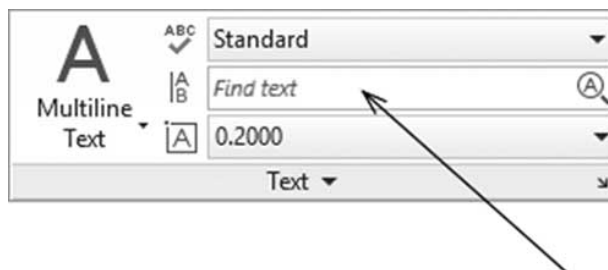 ABC
Standard
A
A
B
Find text
A
Multiline
Text
A
0.2000
Text